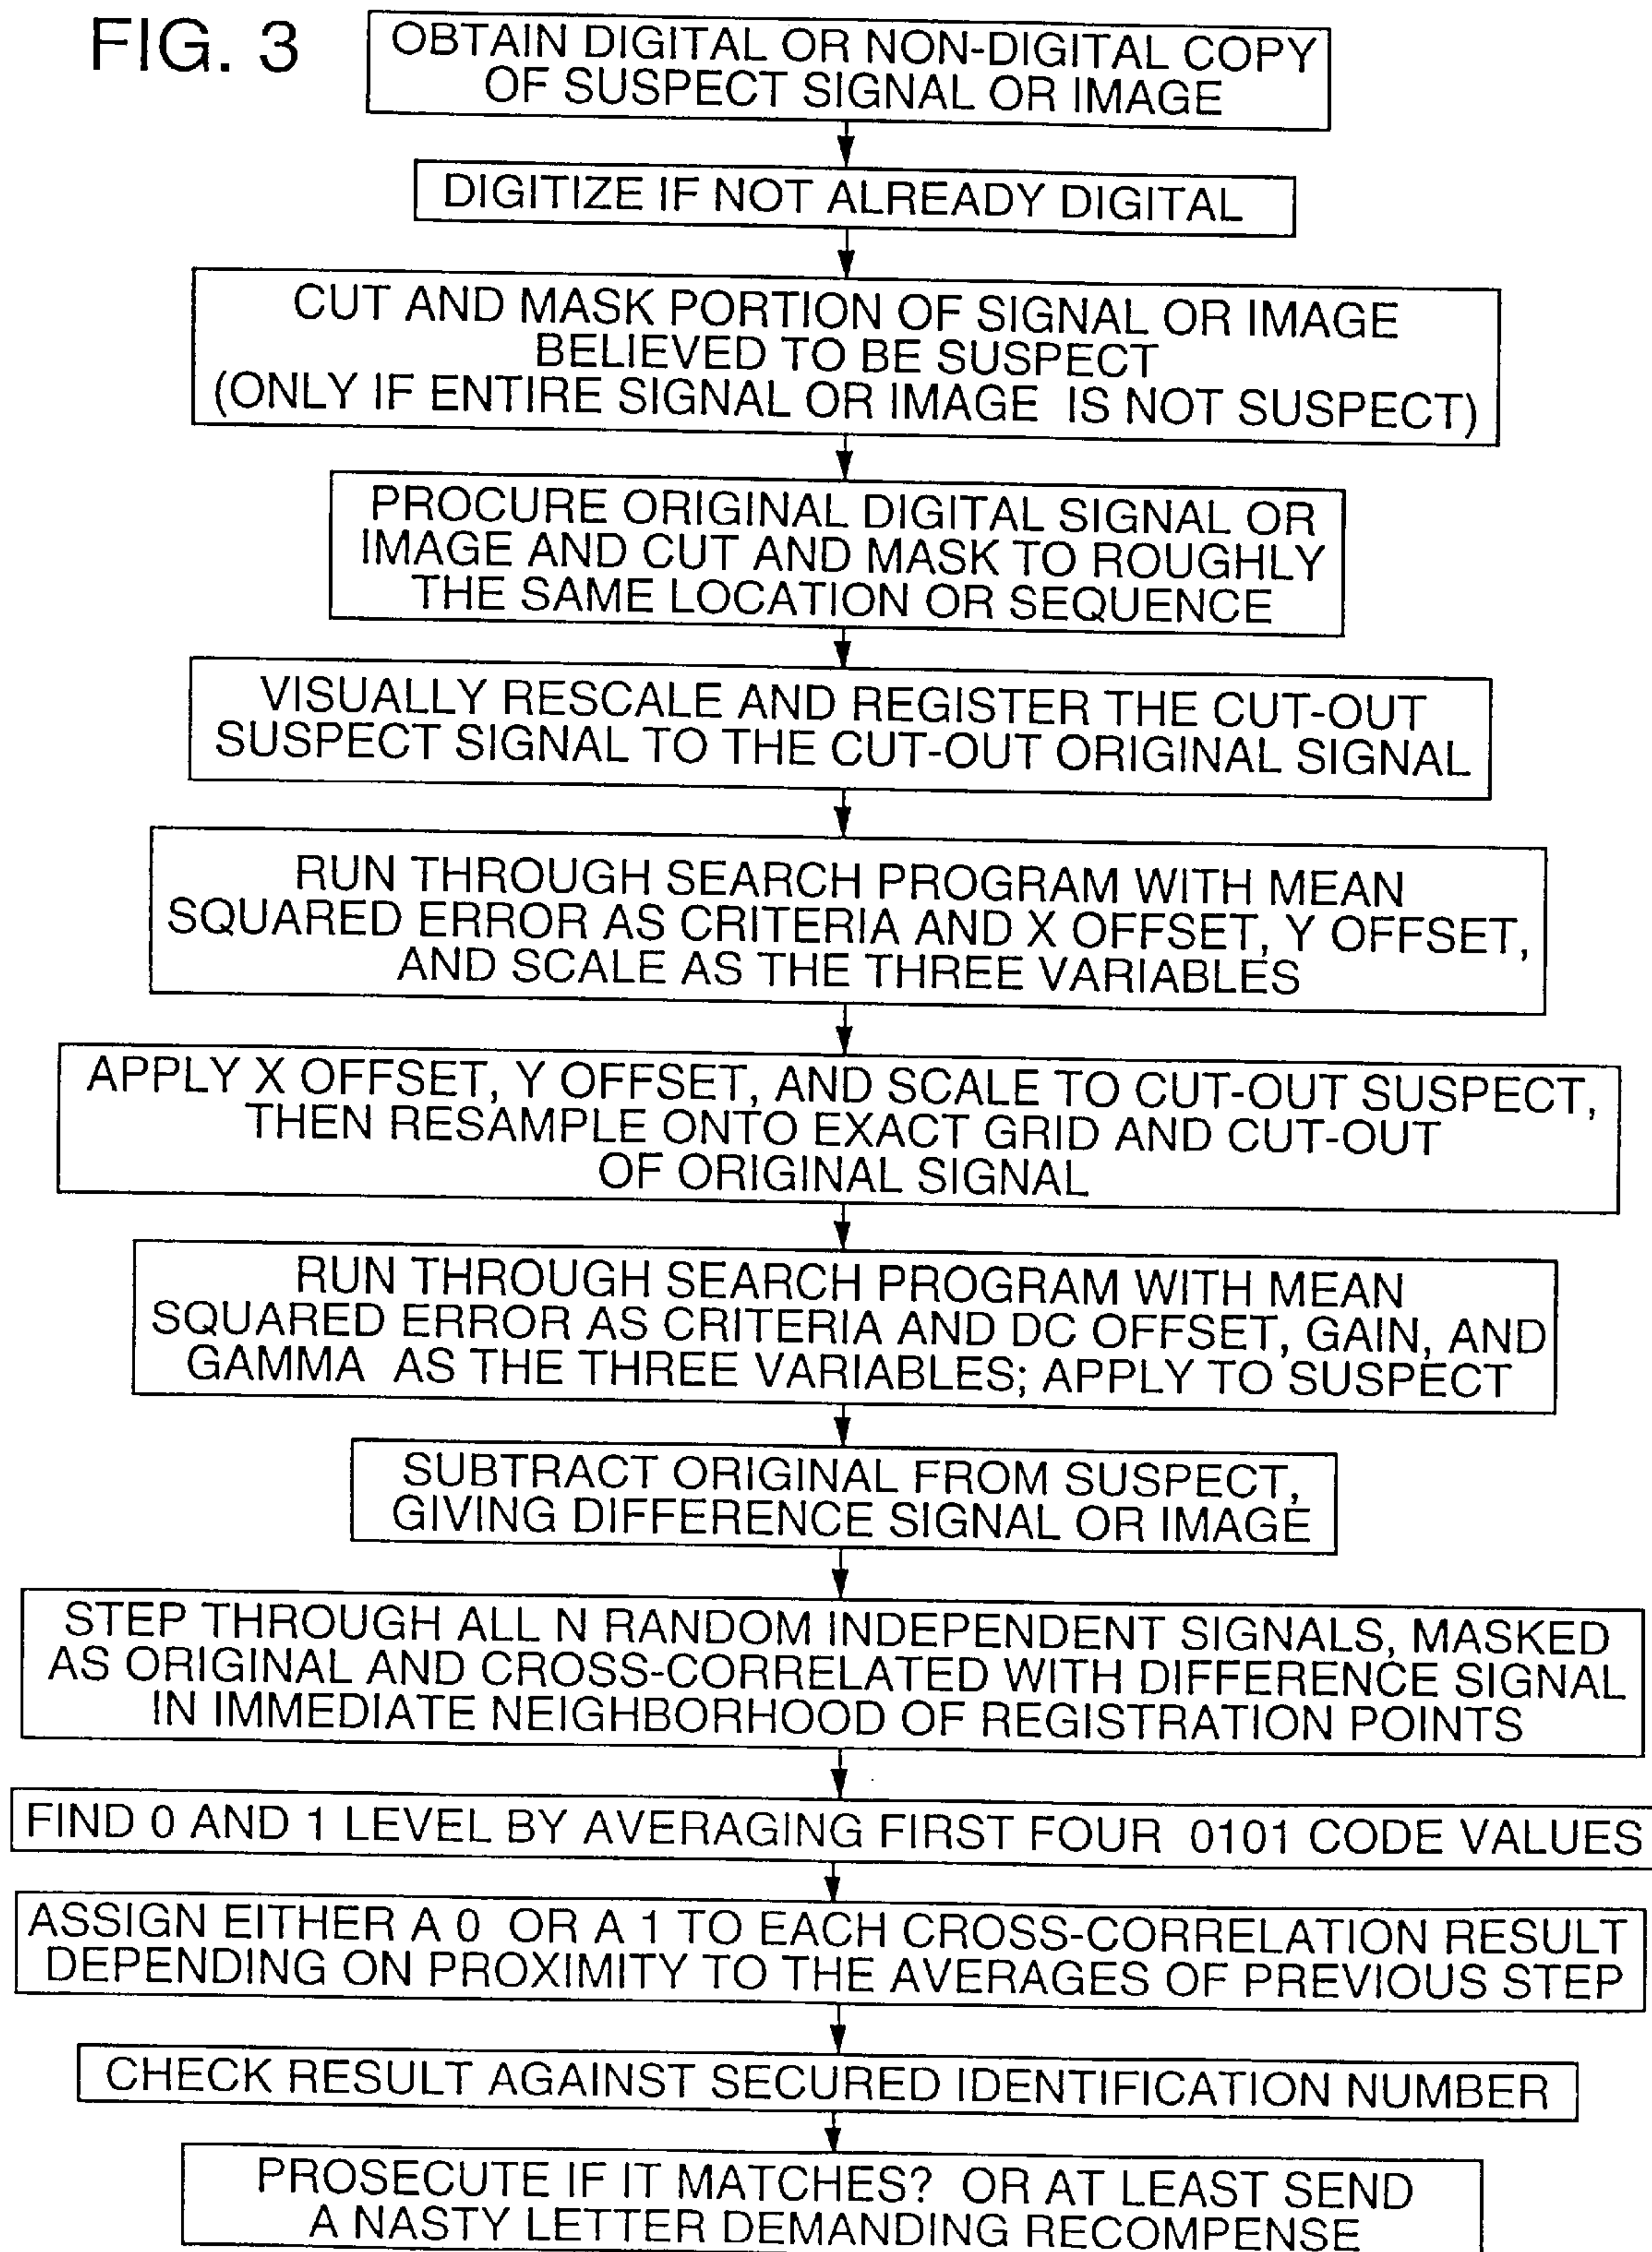 FIG. 3
OBTAIN DIGITAL OR NON-DIGITAL COPY
OF SUSPECT SIGNAL OR IMAGE
DIGITIZE IF NOT ALREADY DIGITAL
CUT AND MASK PORTION OF SIGNAL OR IMAGE
BELIEVED TO BE SUSPECT
(ONLY IF ENTIRE SIGNAL OR IMAGE IS NOT SUSPECT)
PROCURE ORIGINAL DIGITAL SIGNAL OR
IMAGE AND CUT AND MASK TO ROUGHLY
THE SAME LOCATION OR SEQUENCE
VISUALLY RESCALE AND REGISTER THE CUT-OUT
SUSPECT SIGNAL TO THE CUT-OUT ORIGINAL SIGNAL
RUN THROUGH SEARCH PROGRAM WITH MEAN
SQUARED ERROR AS CRITERIA AND X OFFSET, Y OFFSET,
AND SCALE AS THE THREE VARIABLES
APPLY X OFFSET, Y OFFSET, AND SCALE TO CUT-OUT SUSPECT,
THEN RESAMPLE ONTO EXACT GRID AND CUT-OUT
OF ORIGINAL SIGNAL
RUN THROUGH SEARCH PROGRAM WITH MEAN
SQUARED ERROR AS CRITERIA AND DC OFFSET, GAIN, AND
GAMMA AS THE THREE VARIABLES; APPLY TO SUSPECT
SUBTRACT ORIGINAL FROM SUSPECT,
GIVING DIFFERENCE SIGNAL OR IMAGE
STEP THROUGH ALL N RANDOM INDEPENDENT SIGNALS, MASKED
AS ORIGINAL AND CROSS-CORRELATED WITH DIFFERENCE SIGNAL
IN IMMEDIATE NEIGHBORHOOD OF REGISTRATION POINTS
FIND 0 AND 1 LEVEL BY AVERAGING FIRST FOUR 0101 CODE VALUES
ASSIGN EITHER A 0 OR A 1 TO EACH CROSS-CORRELATION RESULT
DEPENDING ON PROXIMITY TO THE AVERAGES OF PREVIOUS STEP
CHECK RESULT AGAINST SECURED IDENTIFICATION NUMBER
PROSECUTE IF IT MATCHES? OR AT LEAST SEND
A NASTY LETTER DEMANDING RECOMPENSE